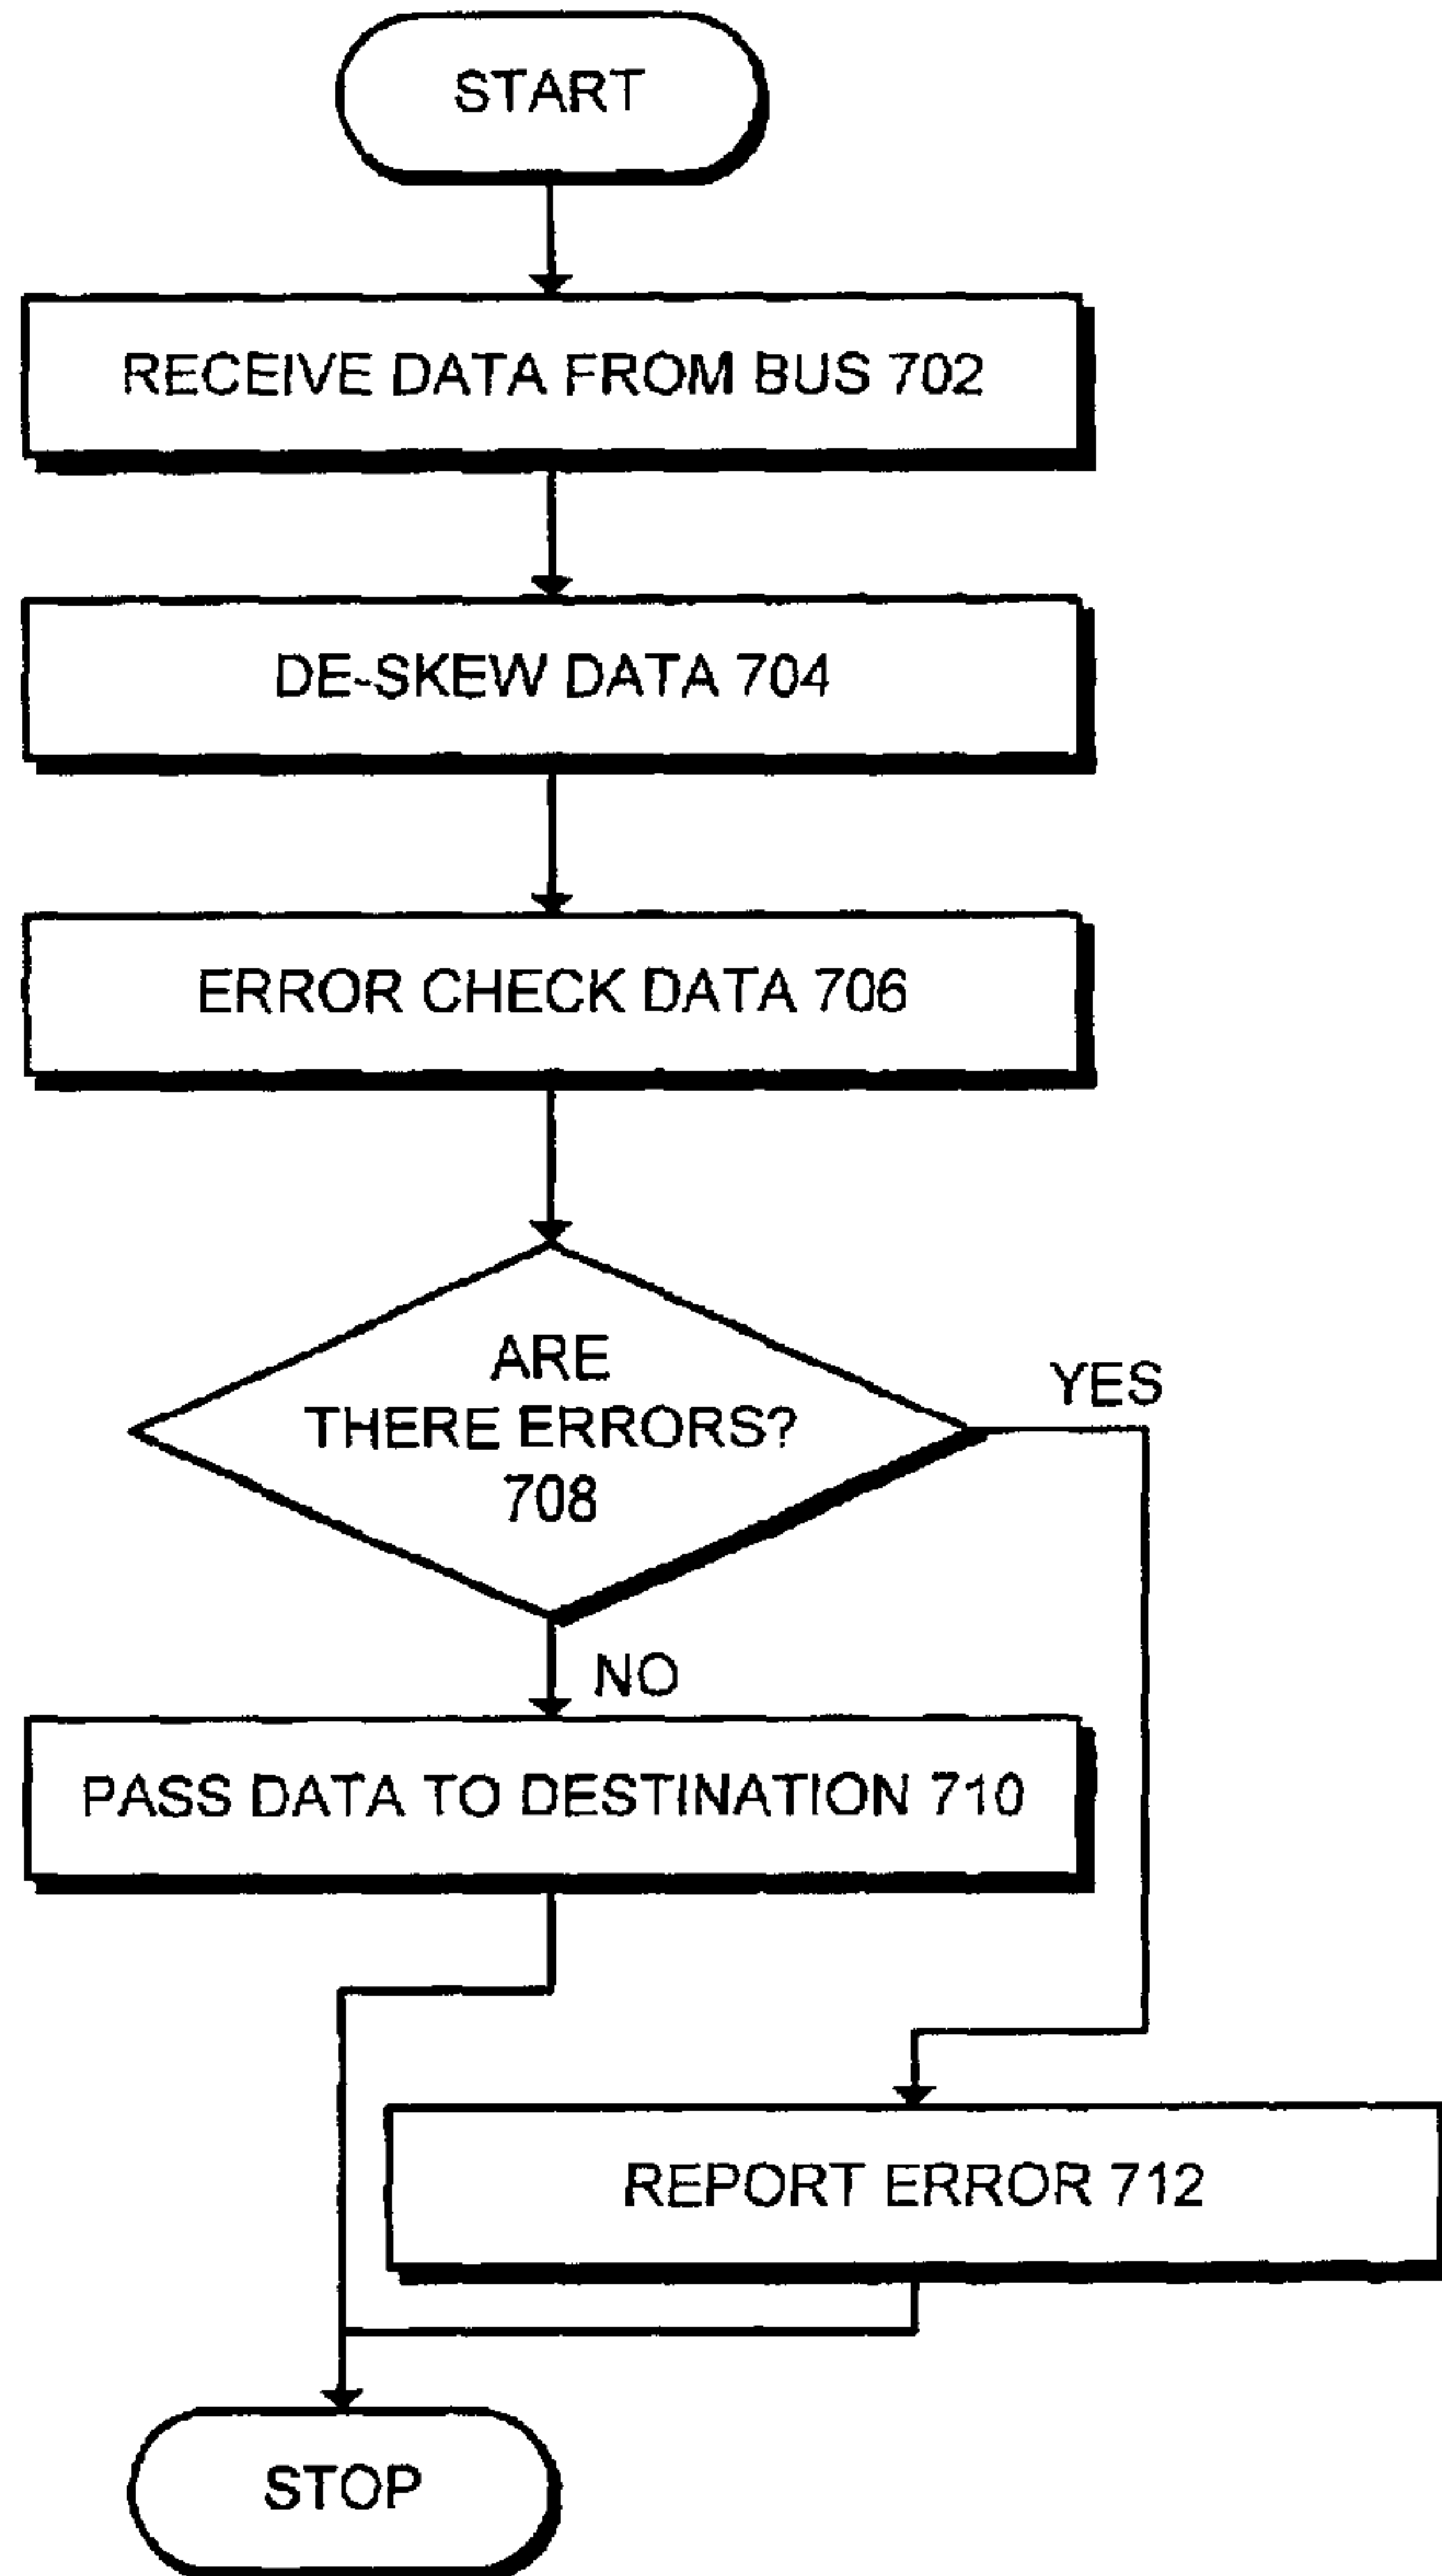 START
RECEIVE DATA FROM BUS 702
DE-SKEW DATA 704
ERROR CHECK DATA 706
ARE
THERE ERRORS?
708
YES
NO
PASS DATA TO DESTINATION 710
REPORT ERROR 712
STOP